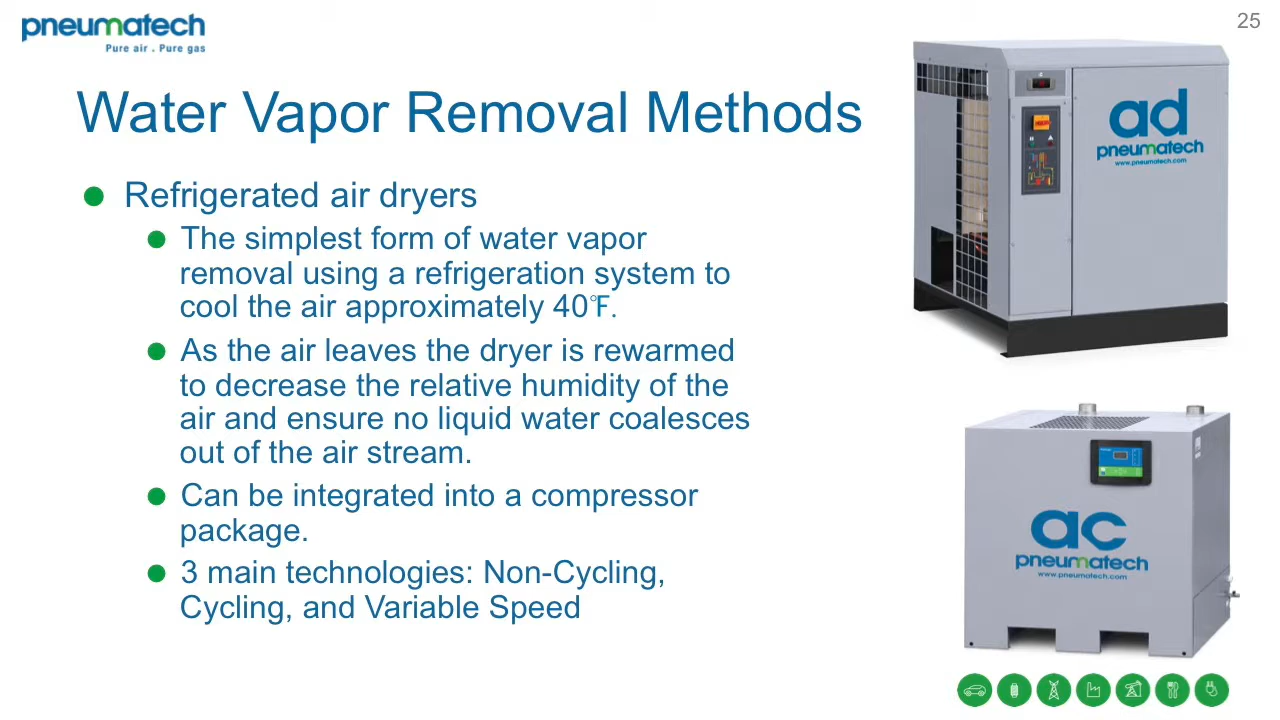 pneumatech
Pure air . Pure gas
25
Water Vapor Removal Methods
Refrigerated air dryers
The simplest form of water vapor
removal using a refrigeration system to
cool the air approximately 40℉.
As the air leaves the dryer is rewarmed
to decrease the relative humidity of the
air and ensure no liquid water coalesces
out of the air stream.
Can be integrated into a compressor
package.
3 main technologies: Non-Cycling,
Cycling, and Variable Speed
ad
pneumatech
www.pneumatech.com
ac
pneumatech
www.pneumatech.com